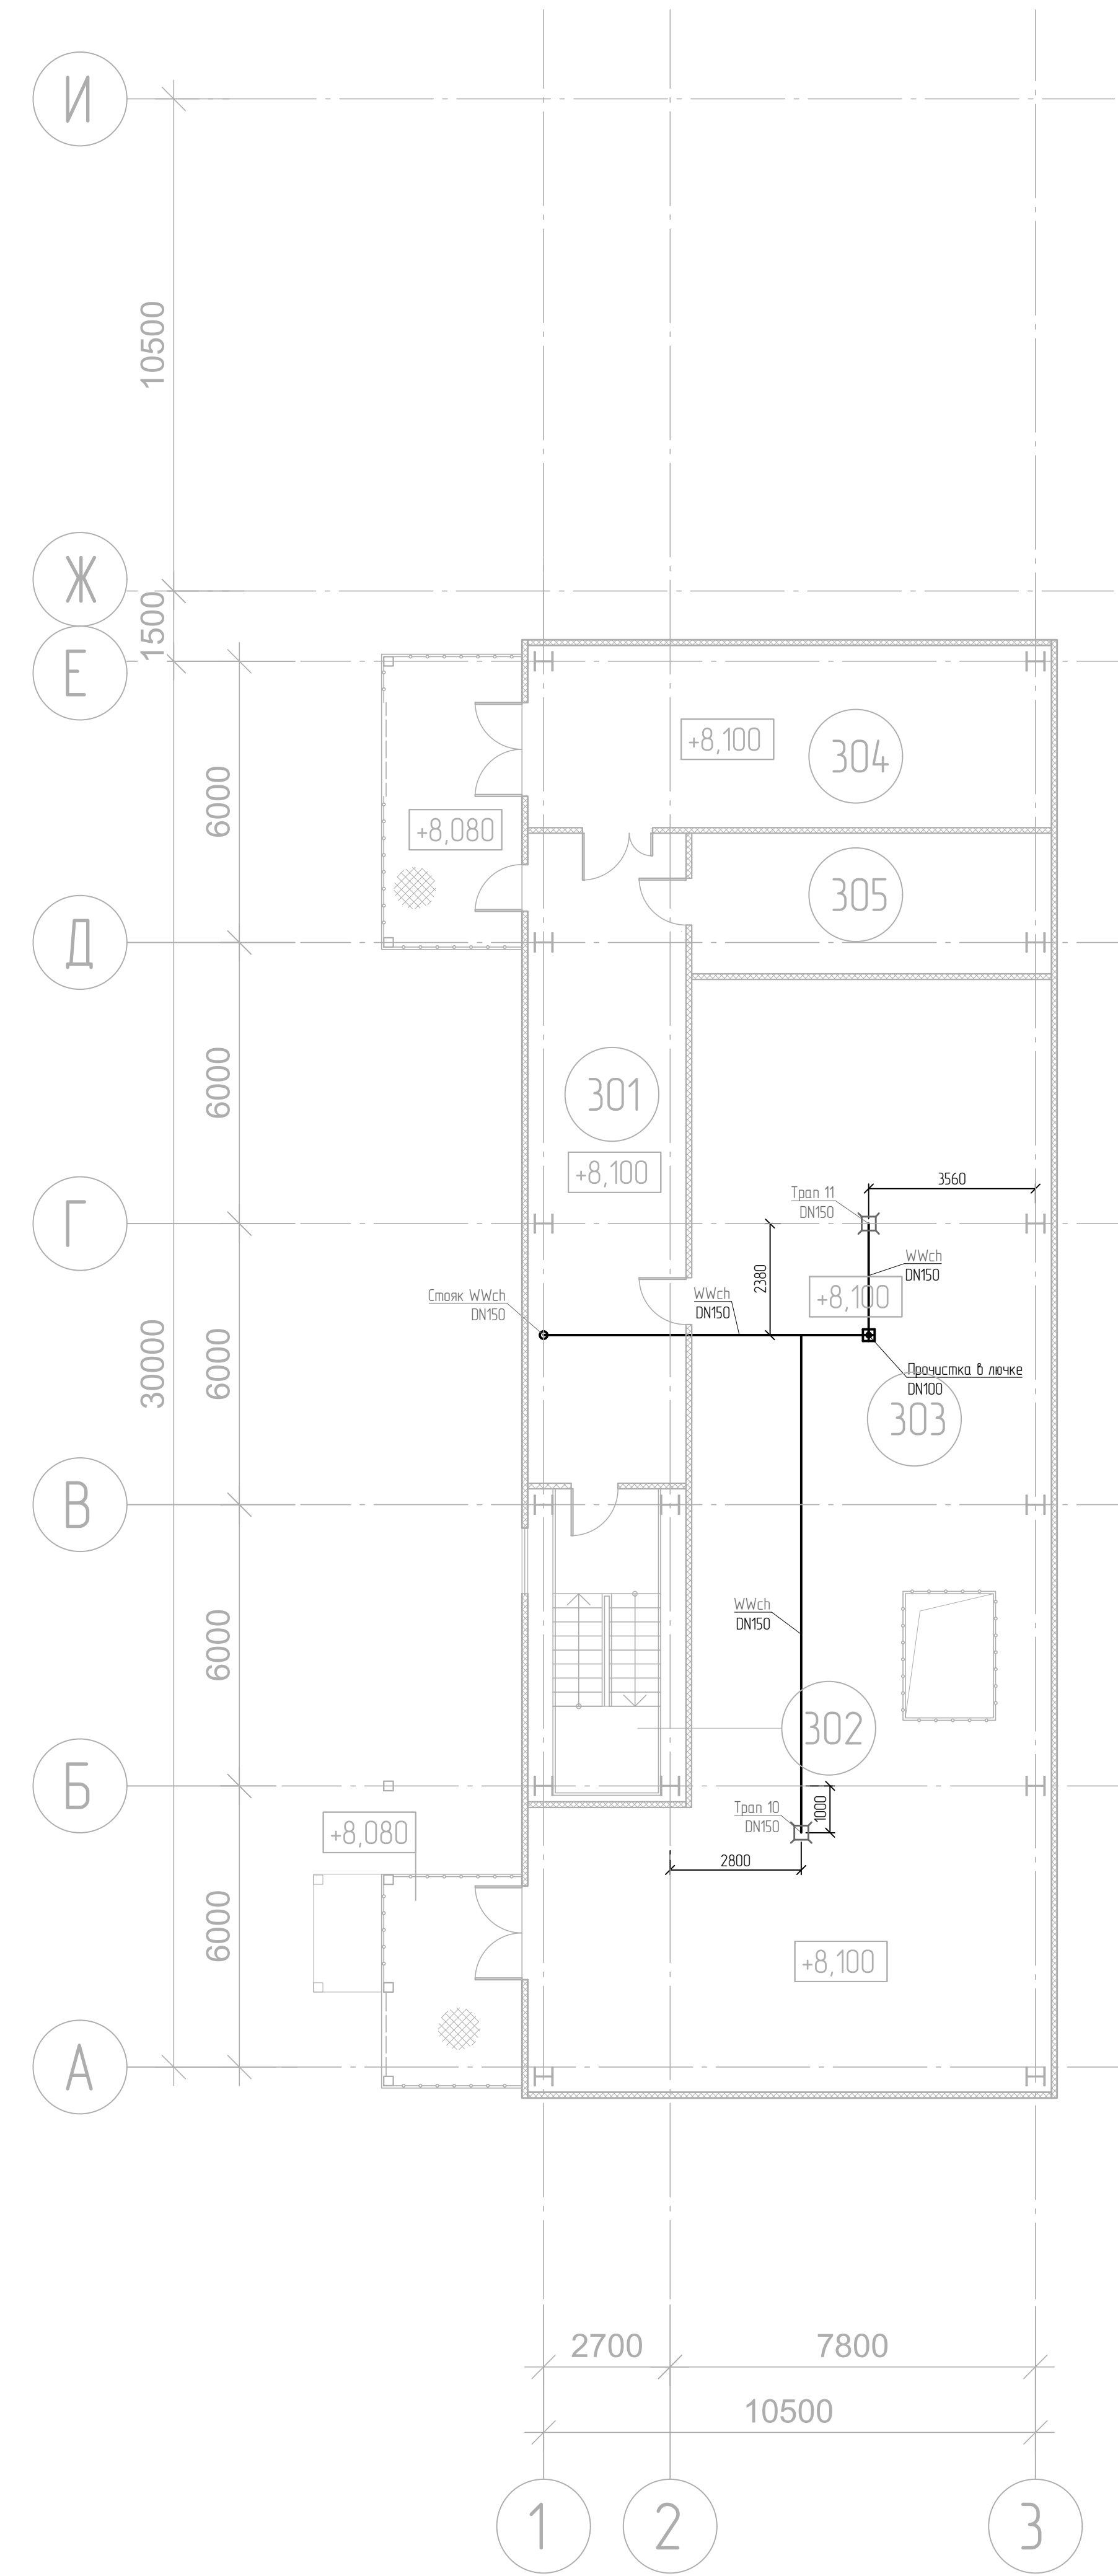 И
10500
Ж
1500
Е
+8,100
304
6000
+8,080
305
Д
6000
301
+8,100
3560
Трап 11
DN150
Г
WWch
DN150
2380
+8,100
Стояк WWch
DN150
WWch
DN150
30000
6000
Прочистка в лючке
DN100
303
В
WWch
DN150
6000
302
Б
1000
Трап 10
DN150
+8,080
2800
6000
+8,100
А
2700
7800
10500
1
2
3